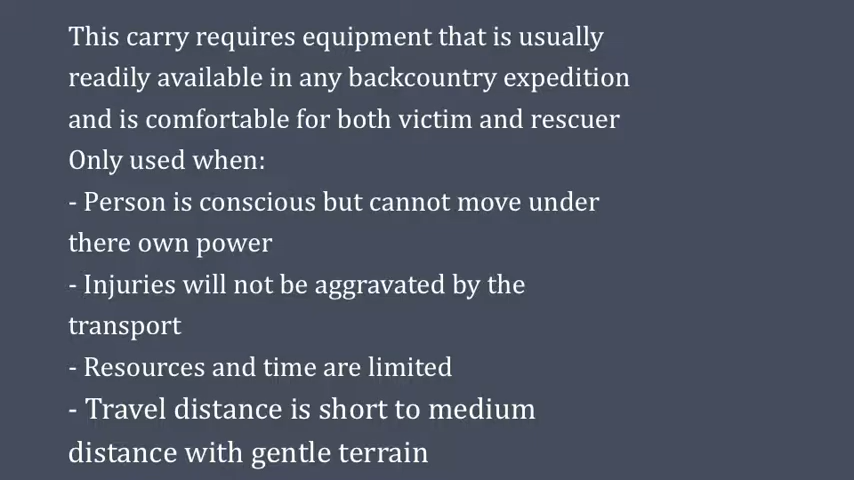 This carry requires equipment that is usually
readily available in any backcountry expedition
and is comfortable for both victim and rescuer
Only used when:
- Person is conscious but cannot move under
there own power
- Injuries will not be aggravated by the
transport
- Resources and time are limited
- Travel distance is short to medium
distance with gentle terrain